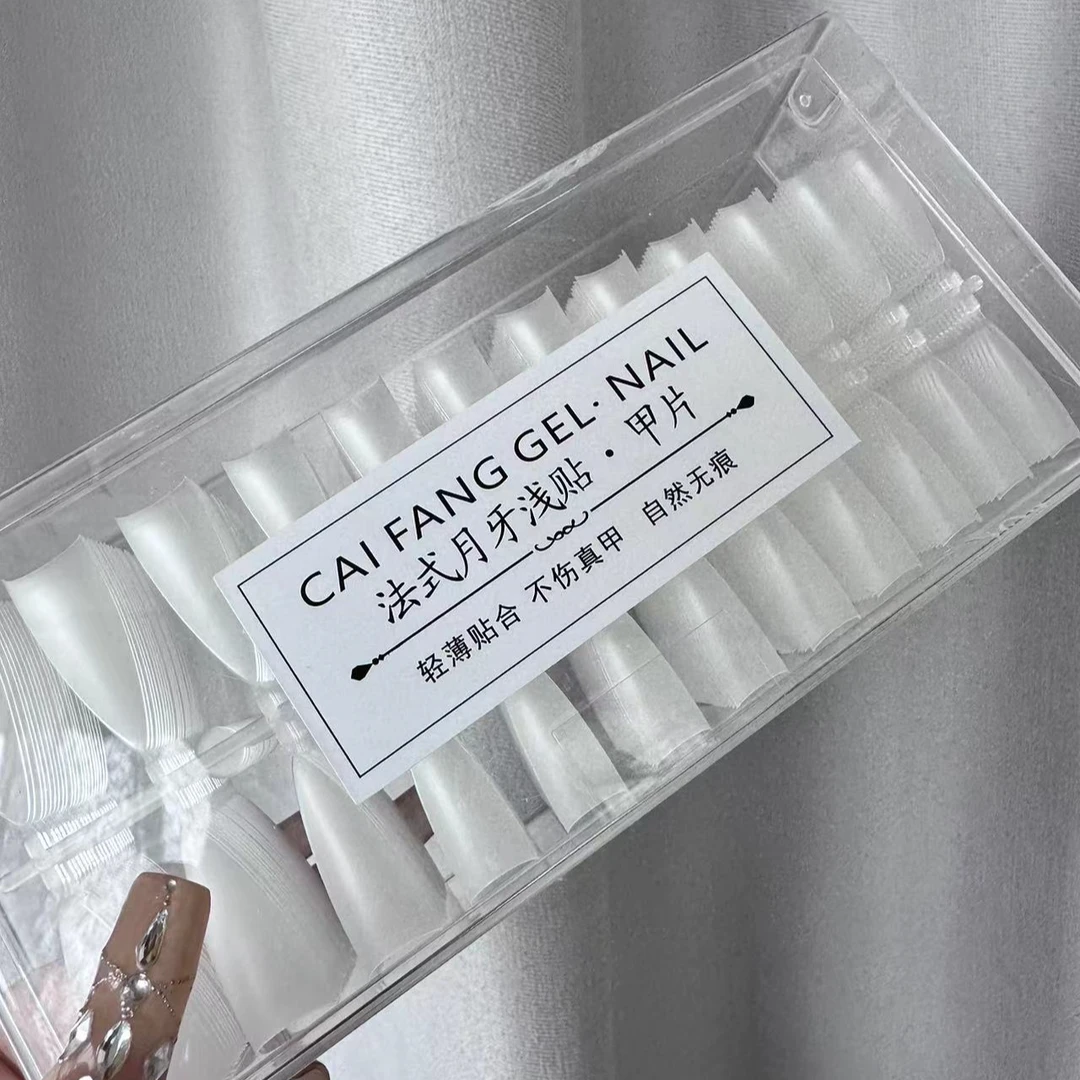 CAI FANG GEL· NAIL
法式月牙浅贴 · 甲片
轻薄贴合 不伤真甲 自然无痕